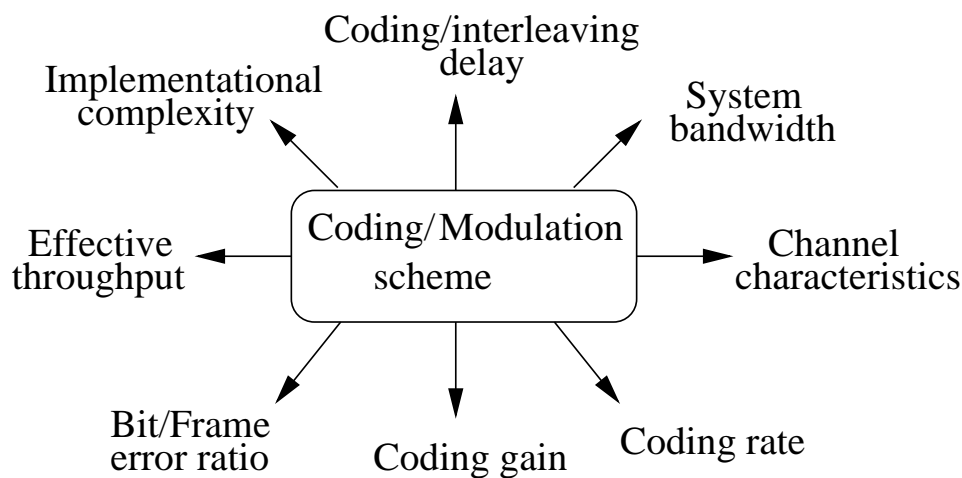 Coding/interleaving
delay
Implementational
complexity
System
bandwidth
Coding/Modulation
scheme
Effective
throughput
Channel
characteristics
Bit/Frame
error ratio
Coding gain
Coding rate